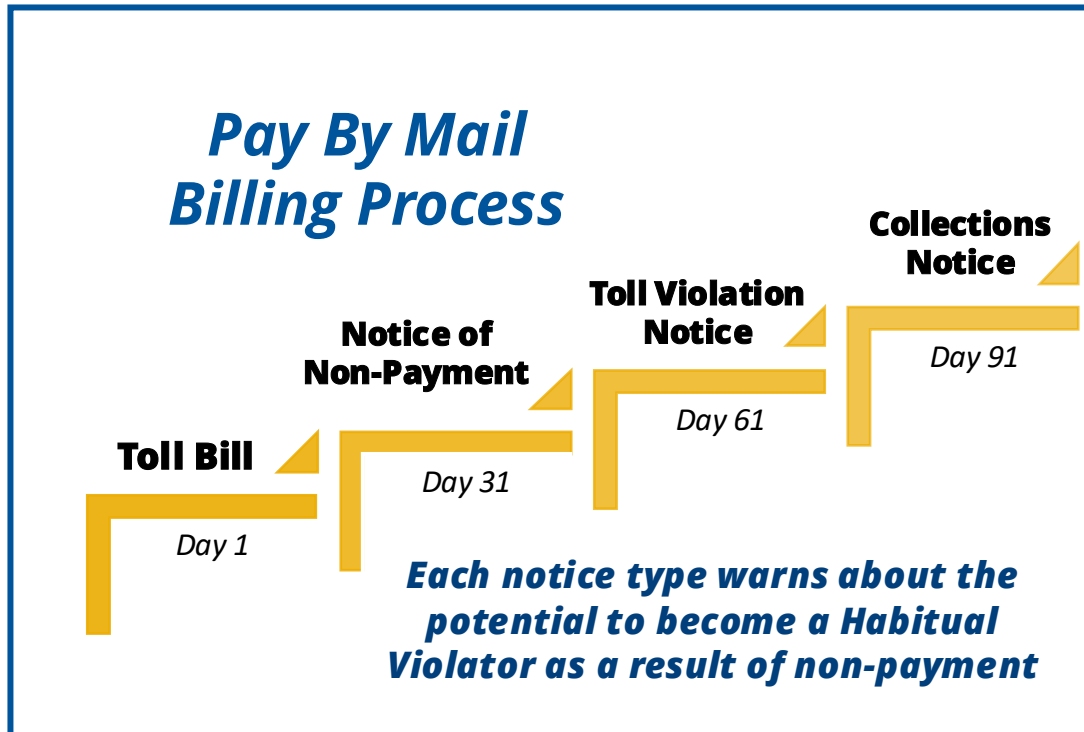 Pay By Mail
Billing Process
Collections
Notice
Day 91
Toll Violation
Notice
Day 61
Notice of
Non-Payment
Day 31
Toll Bill
Day 1
Each notice type warns about the
potential to become a Habitual
Violator as a result of non-payment